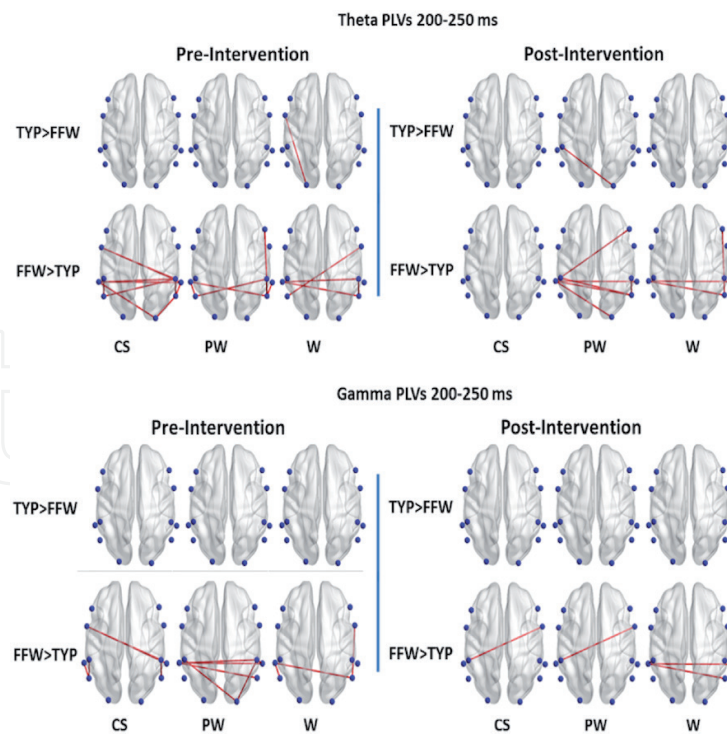 Theta PLVs 200-250 ms
Pre-Intervention Post-Intervention
TYP>FFW TYP>FFW
FFW>TYP FFW>TYP
CS PW W CS PW W
Gamma PLVs 200-250 ms
Pre-Intervention Post-Intervention
TYP>FFW TYP>FFW
FFW>TYP FFW>TYP
CS PW W CS PW W